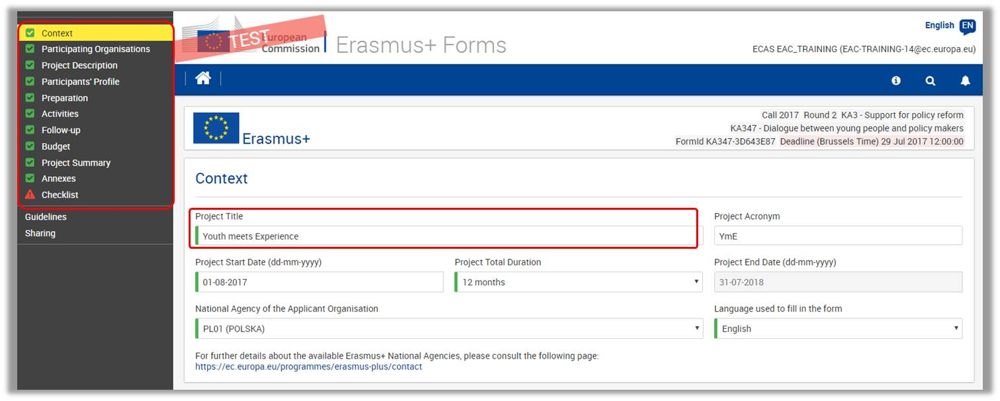 Context
Participating Organisations
Project Description
Participants' Profile
Preparation
Activities
Follow-up
Budget
Project Summary
Annexes
Checklist
Guidelines
Sharing
TEST
European
Commission
Erasmus+ Forms
English EN
ECAS EAC_TRAINING (EAC-TRAINING-14@ec.europa.eu)
Erasmus+
Call 2017 Round 2 KA3 - Support for policy reform
KA347 - Dialogue between young people and policy makers
FormId KA347-3D643E87 Deadline (Brussels Time) 29 Jul 2017 12:00:00
Context
Project Title
Youth meets Experience
Project Acronym
YmE
Project Start Date (dd-mm-yyyy)
01-08-2017
Project Total Duration
12 months
Project End Date (dd-mm-yyyy)
31-07-2018
National Agency of the Applicant Organisation
PL01 (POLSKA)
Language used to fill in the form
English
For further details about the available Erasmus+ National Agencies, please consult the following page:
https://ec.europa.eu/programmes/erasmus-plus/contact